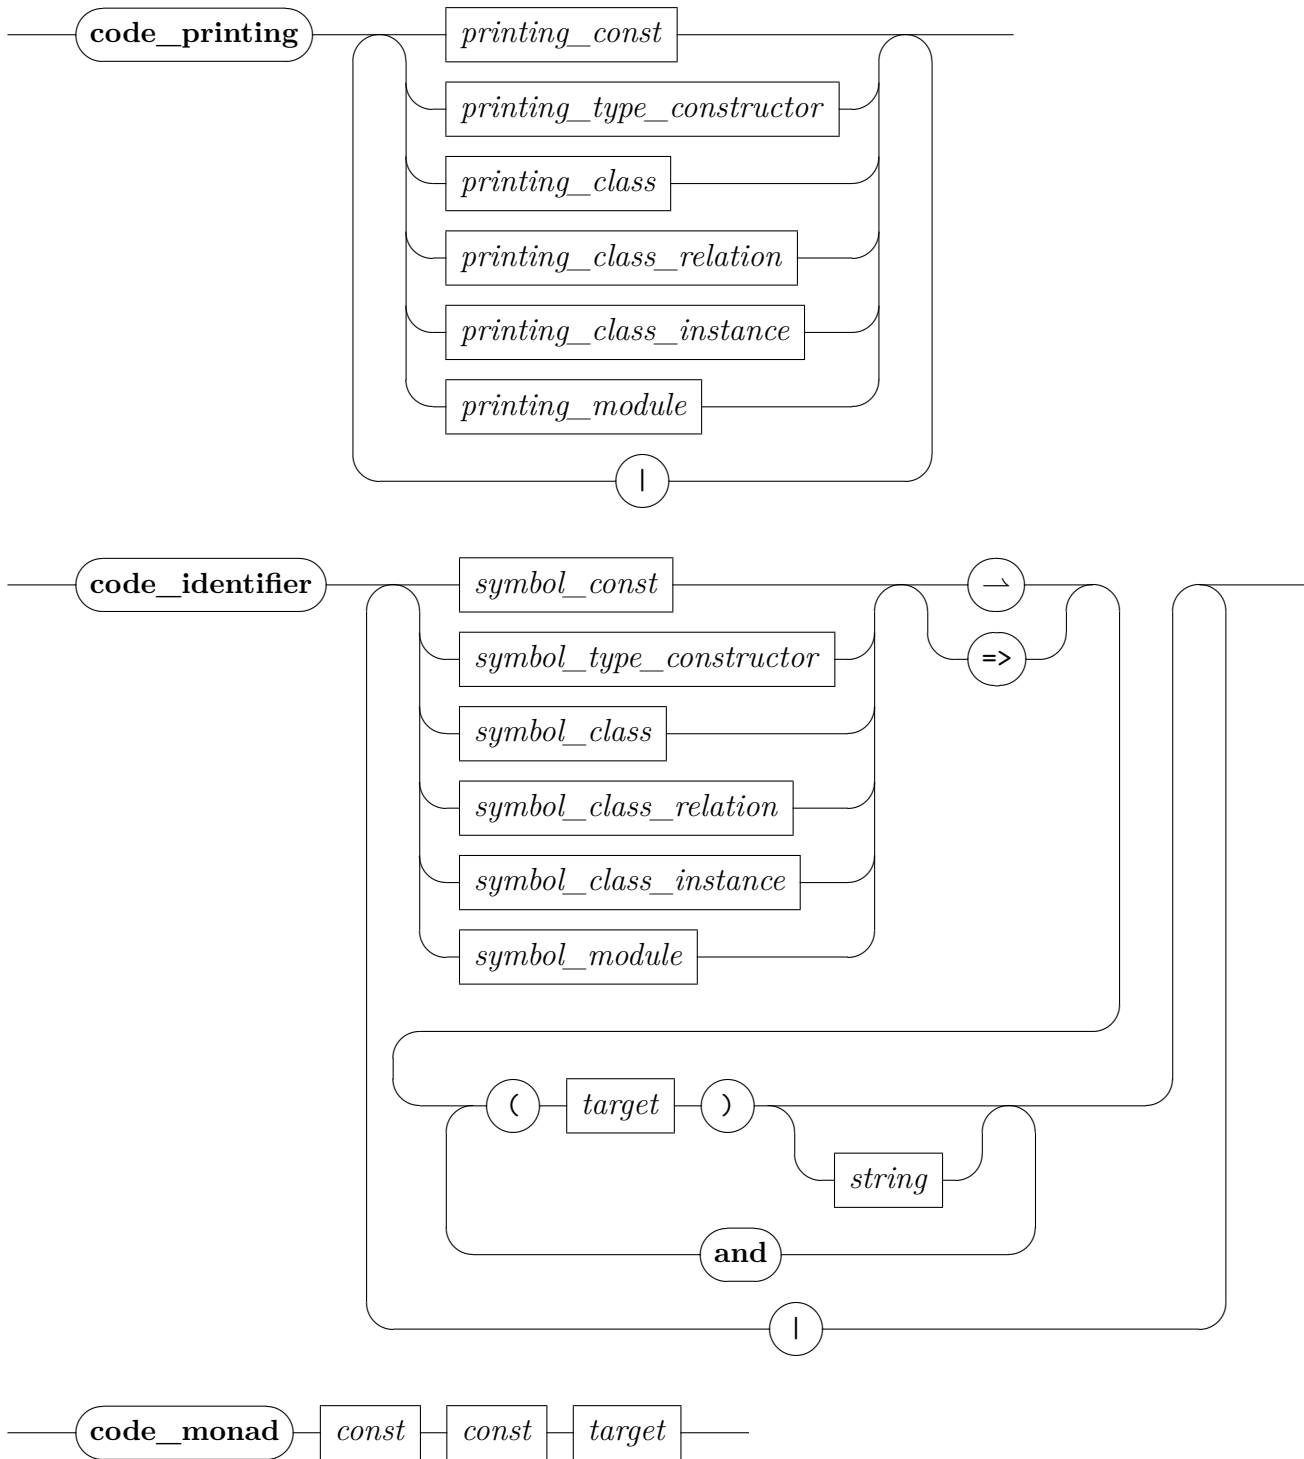 code_printing printing_const
printing_type_constructor
printing_class
printing_class_relation
printing_class_instance
printing_module
|
code_identifier symbol_const ⇀
symbol_type_constructor =>
symbol_class
symbol_class_relation
symbol_class_instance
symbol_module
( target )
string
and
|
code_monad const const target